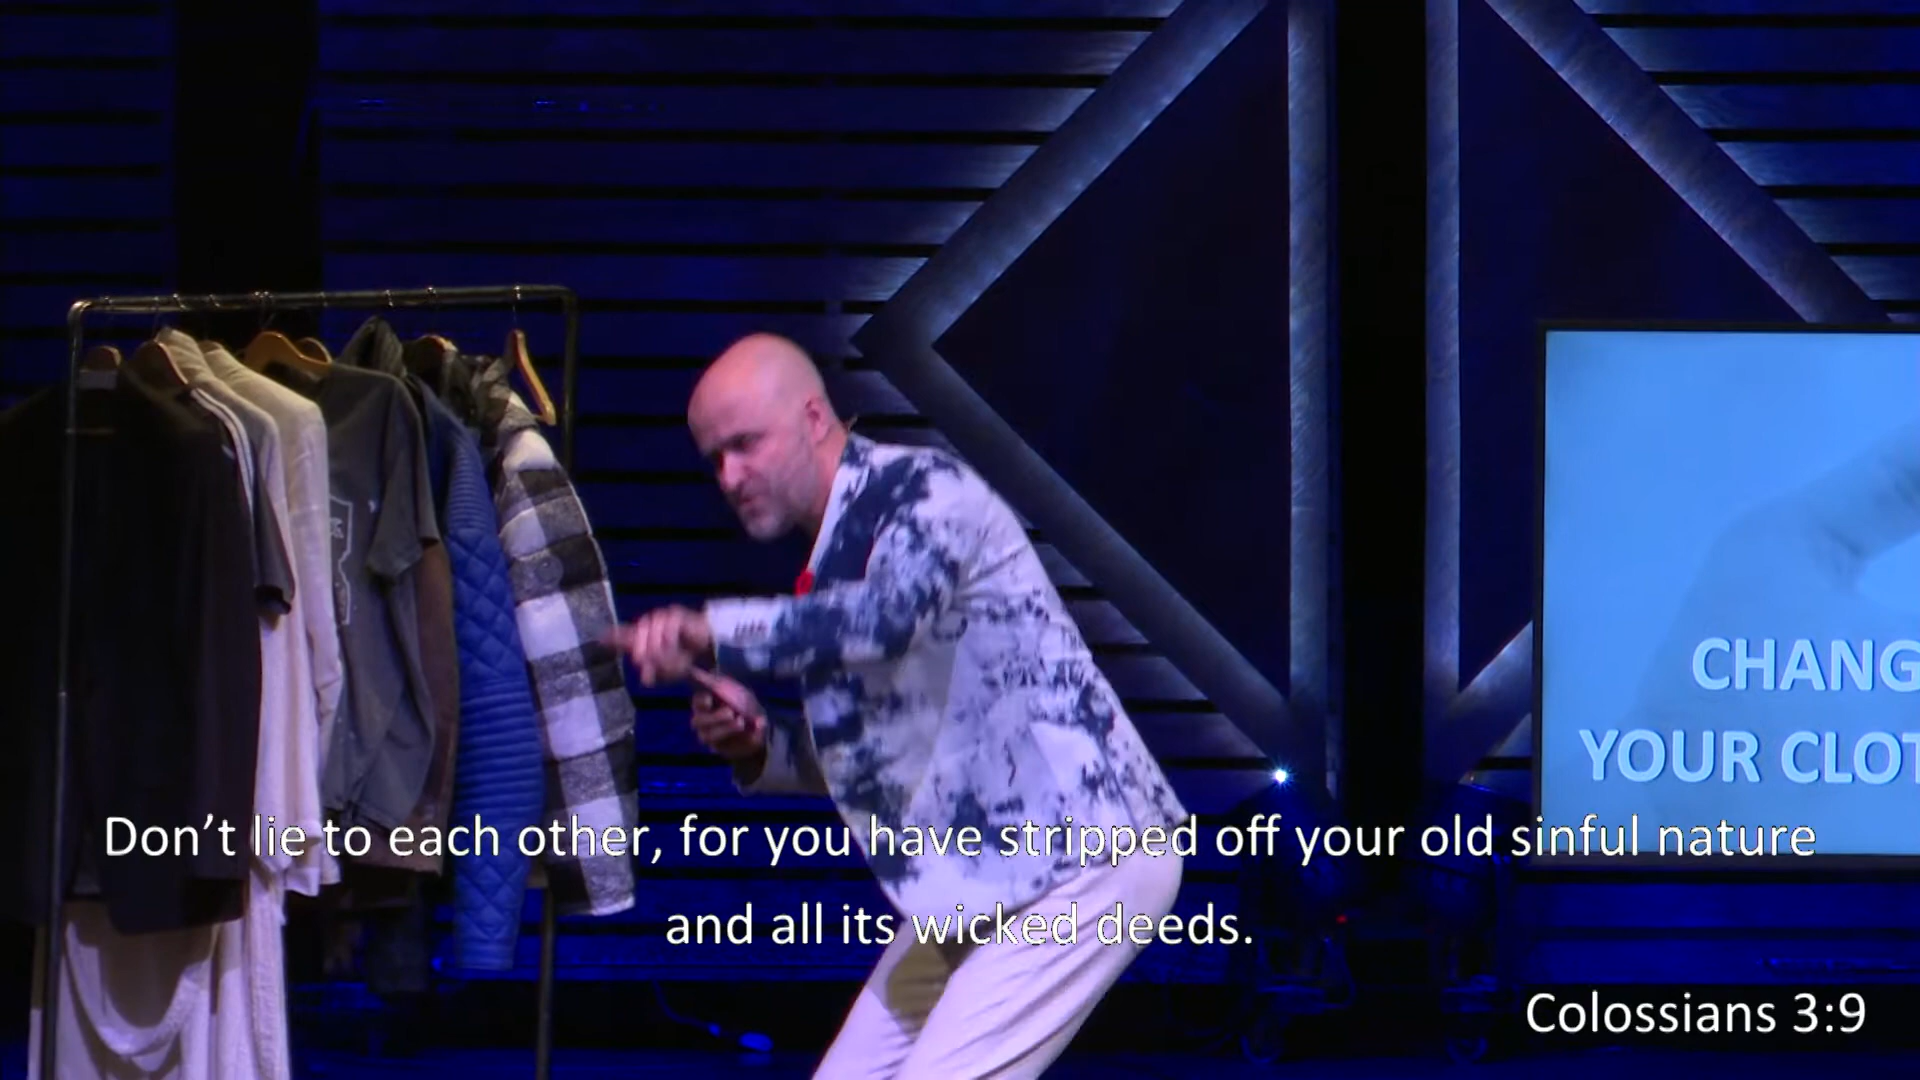 CHANG
YOUR CLOT
Don't lie to each other, for you have stripped off your old sinful nature
and all its wicked deeds.
Colossians 3:9